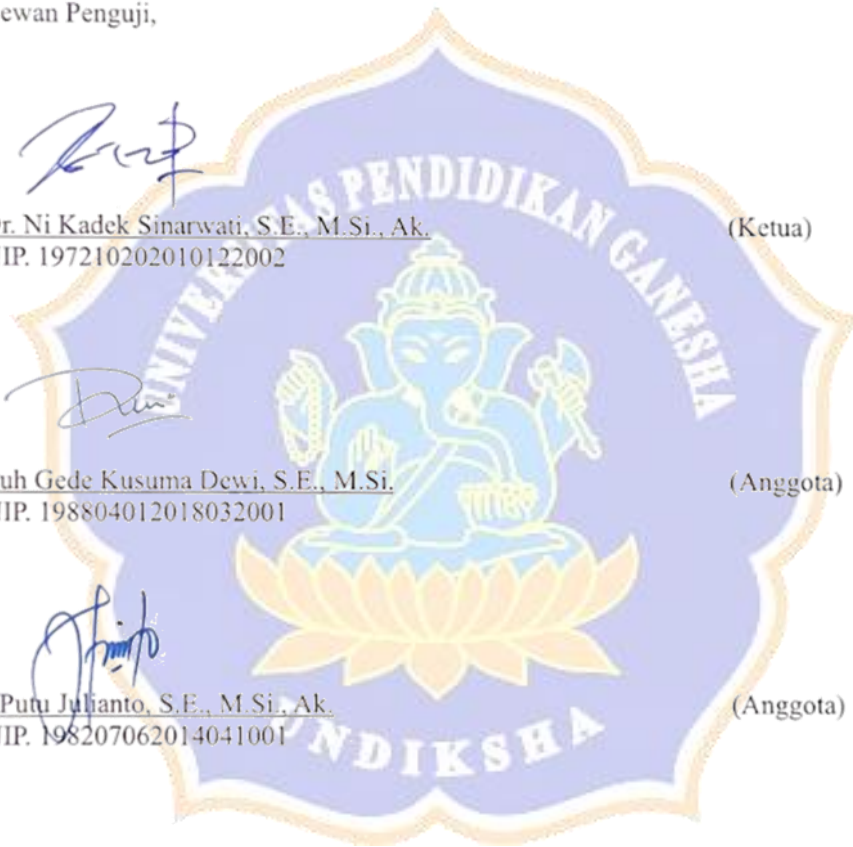 ewan Penguji,
r. Ni Kadek Sinarwati, S.E., M.Si., Ak.
(Ketua)
IP. 197210202010122002
UNIVERSITAS PENDIDIKAN GANESHA
uh Gede Kusuma Dewi, S.E., M.Si.
(Anggota)
IP. 198804012018032001
Putu Julianto, S.E., M.Si., Ak.
(Anggota)
IP. 198207062014041001
UNDIKSHA